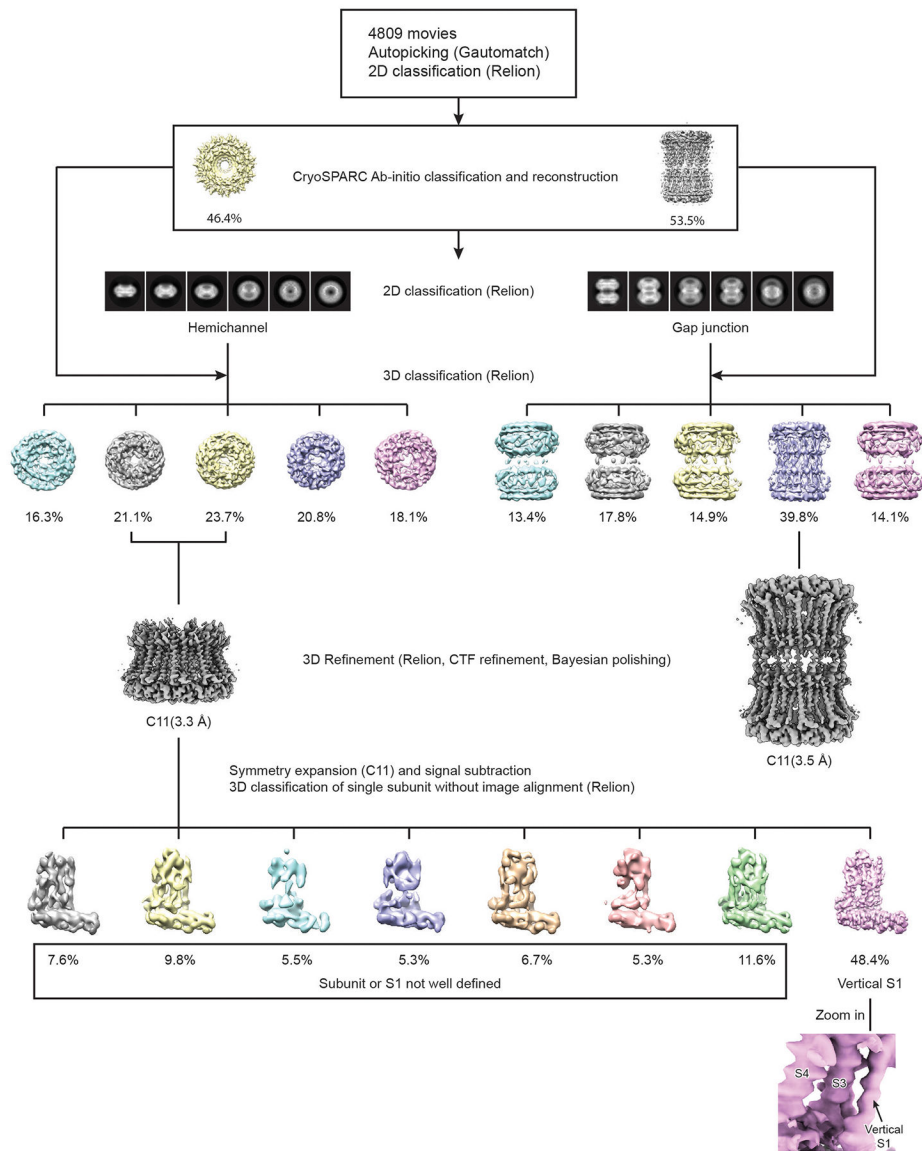 4809 movies
Autopicking (Gautomatch)
2D classification (Relion)
CryoSPARC Ab-initio classification and reconstruction
46.4%
53.5%
2D classification (Relion)
Hemichannel
Gap junction
3D classification (Relion)
16.3%
21.1%
23.7%
20.8%
18.1%
13.4%
17.8%
14.9%
39.8%
14.1%
3D Refinement (Relion, CTF refinement, Bayesian polishing)
C11(3.3 Å)
C11(3.5 Å)
Symmetry expansion (C11) and signal subtraction
3D classification of single subunit without image alignment (Relion)
7.6%
9.8%
5.5%
5.3%
6.7%
5.3%
11.6%
48.4%
Subunit or S1 not well defined
Vertical S1
Zoom in
S4
S3
Vertical
S1